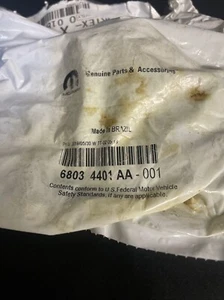 Genuine Parts & Accessories
Made in BRAZIL
6803 4401 AA - 001
Contents conform to U.S. Federal Motor Vehicle
Safety Standards, if any are applicable.